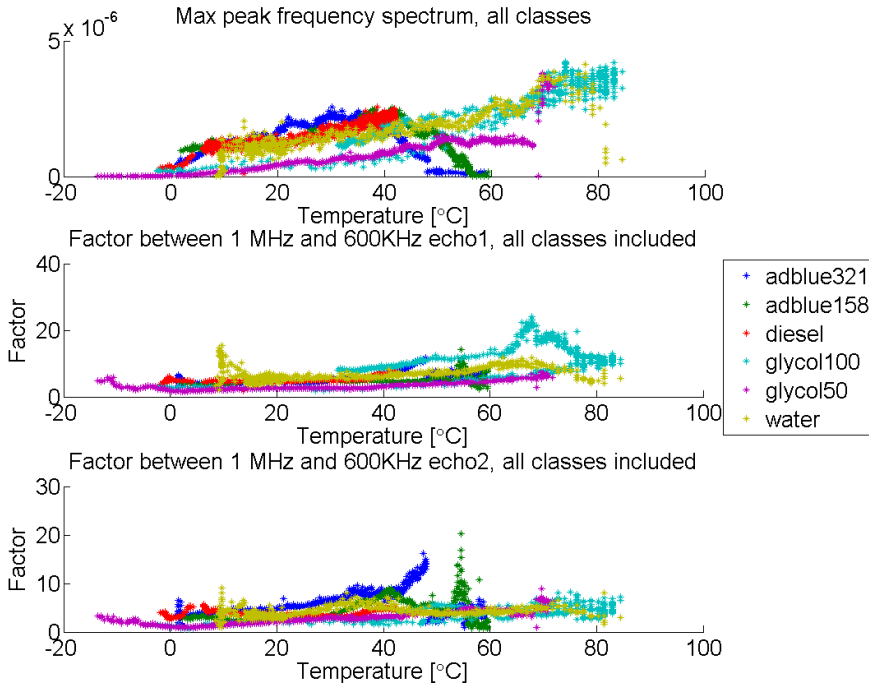 Max peak frequency spectrum, all classes
5 x 10^-6
0
-20 0 20 40 60 80 100
Temperature [°C]
Factor between 1 MHz and 600KHz echo1, all classes included
40
20
0
Factor
-20 0 20 40 60 80 100
Temperature [°C]
adblue321
adblue158
diesel
glycol100
glycol50
water
Factor between 1 MHz and 600KHz echo2, all classes included
30
20
10
0
Factor
-20 0 20 40 60 80 100
Temperature [°C]